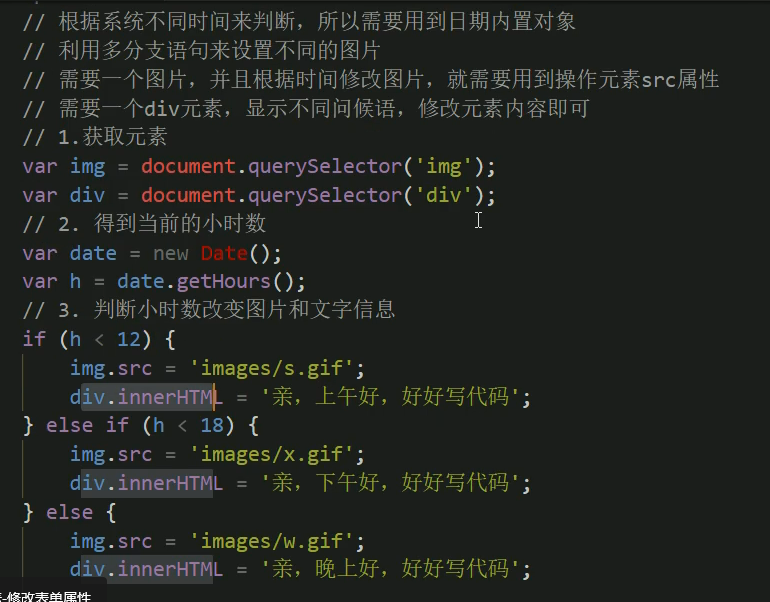 // 根据系统不同时间来判断，所以需要用到日期内置对象
// 利用多分支语句来设置不同的图片
// 需要一个图片，并且根据时间修改图片，就需要用到操作元素src属性
// 需要一个div元素，显示不同问候语，修改元素内容即可
// 1.获取元素
var img = document.querySelector('img');
var div = document.querySelector('div');
// 2. 得到当前的小时数
var date = new Date();
var h = date.getHours();
// 3. 判断小时数改变图片和文字信息
if (h < 12) {
    img.src = 'images/s.gif';
    div.innerHTML = '亲，上午好，好好写代码';
} else if (h < 18) {
    img.src = 'images/x.gif';
    div.innerHTML = '亲，下午好，好好写代码';
} else {
    img.src = 'images/w.gif';
    div.innerHTML = '亲，晚上好，好好写代码';
-修改表单属性